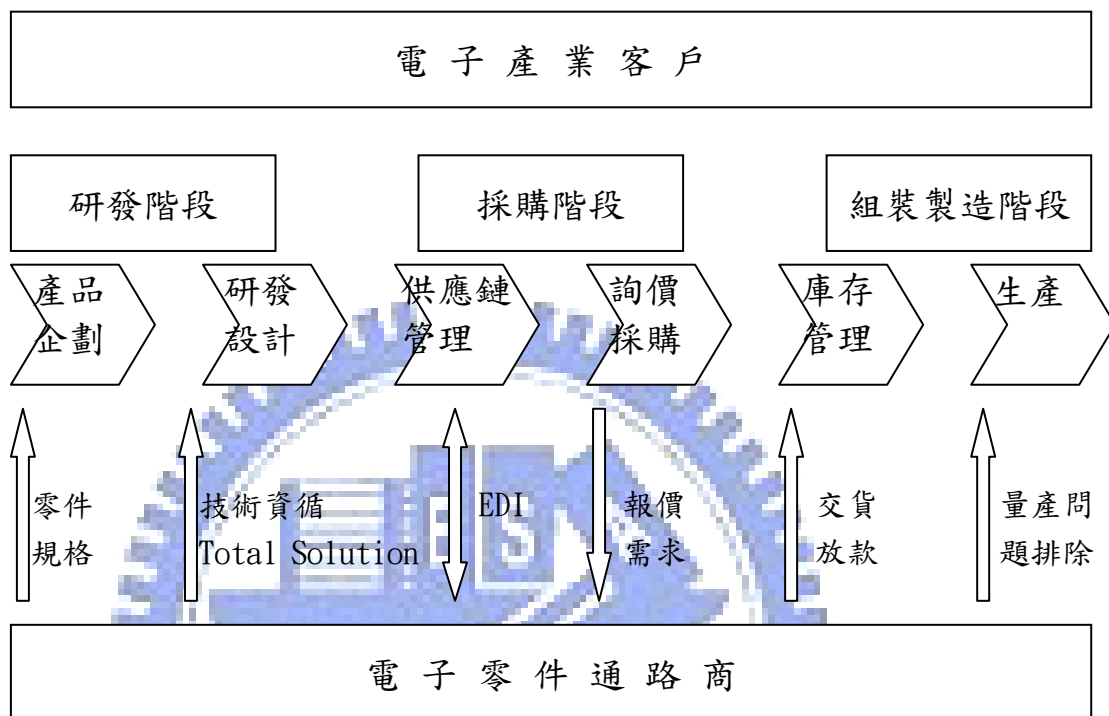 電子產業客戶
研發階段
採購階段
組裝製造階段
產品
企劃
研發
設計
供應鏈
管理
詢價
採購
庫存
管理
生產
零件
規格
技術資循
Total Solution
EDI
報價
需求
交貨
放款
量產問
題排除
電子零件通路商